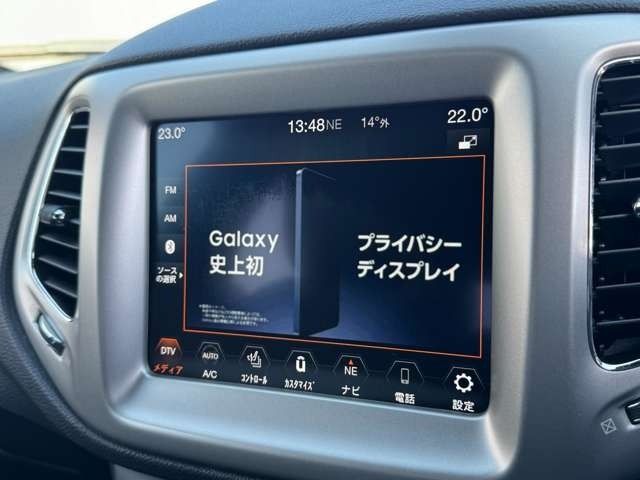 23.0°
13:48 NE
14°外
22.0°
FM
AM
ソース
の選択
Galaxy
史上初
プライバシー
ディスプレイ
DTV
メディア
AUTO
A/C
コントロール
ū
カスタマイズ
NE
ナビ
電話
設定